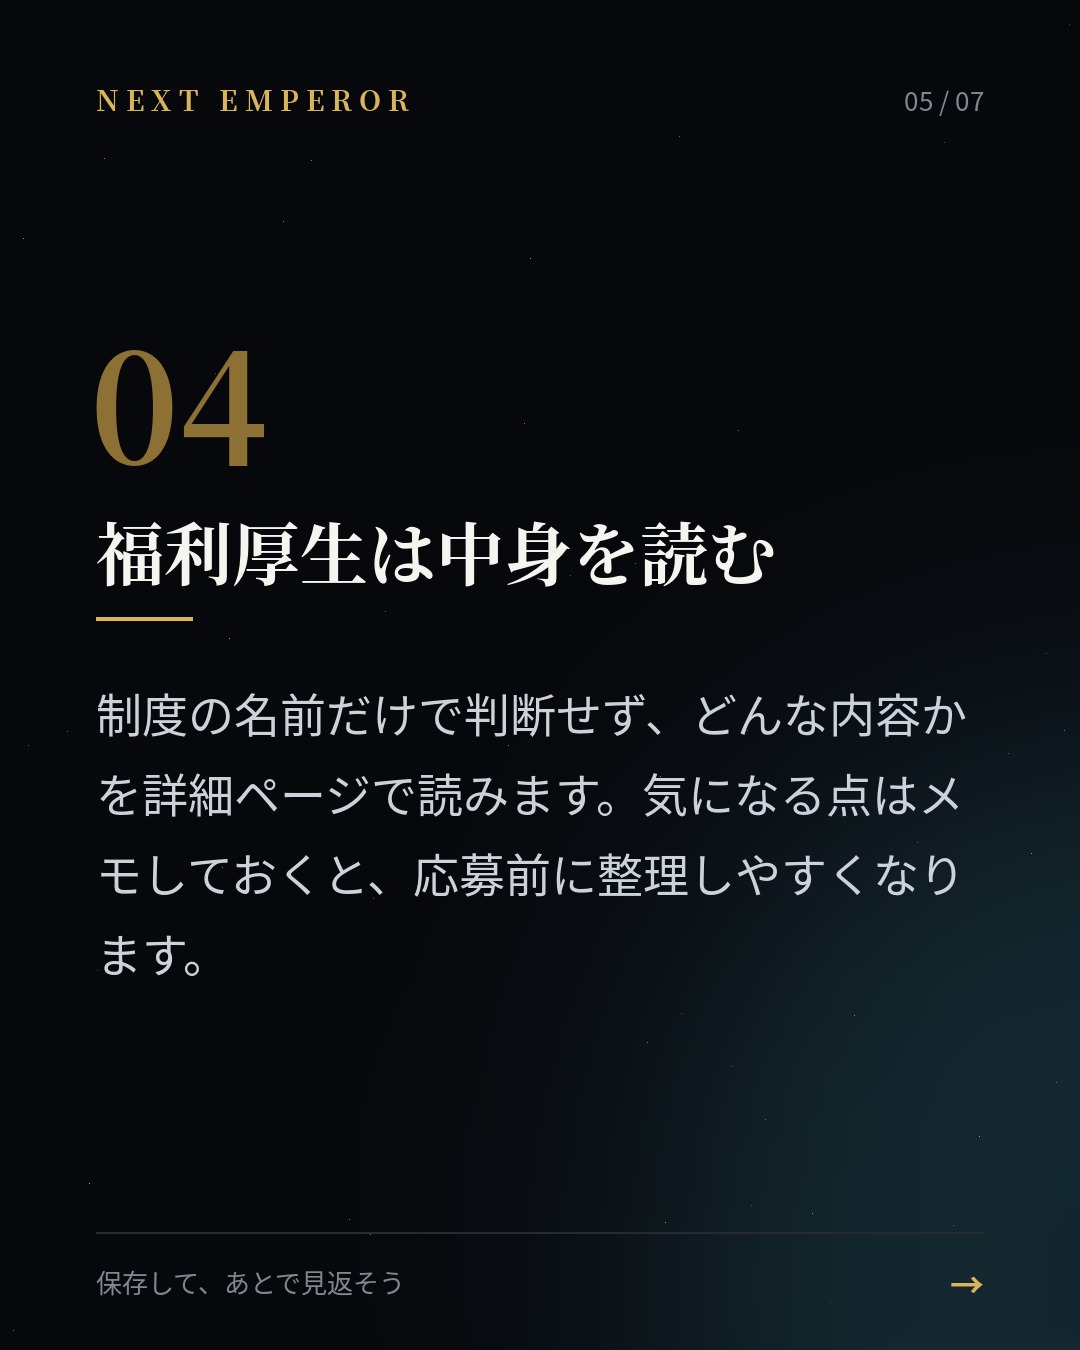 NEXT EMPEROR
05 / 07
04
福利厚生は中身を読む
制度の名前だけで判断せず、どんな内容か
を詳細ページで読みます。気になる点はメ
モしておくと、応募前に整理しやすくなり
ます。
保存して、あとで見返そう
→